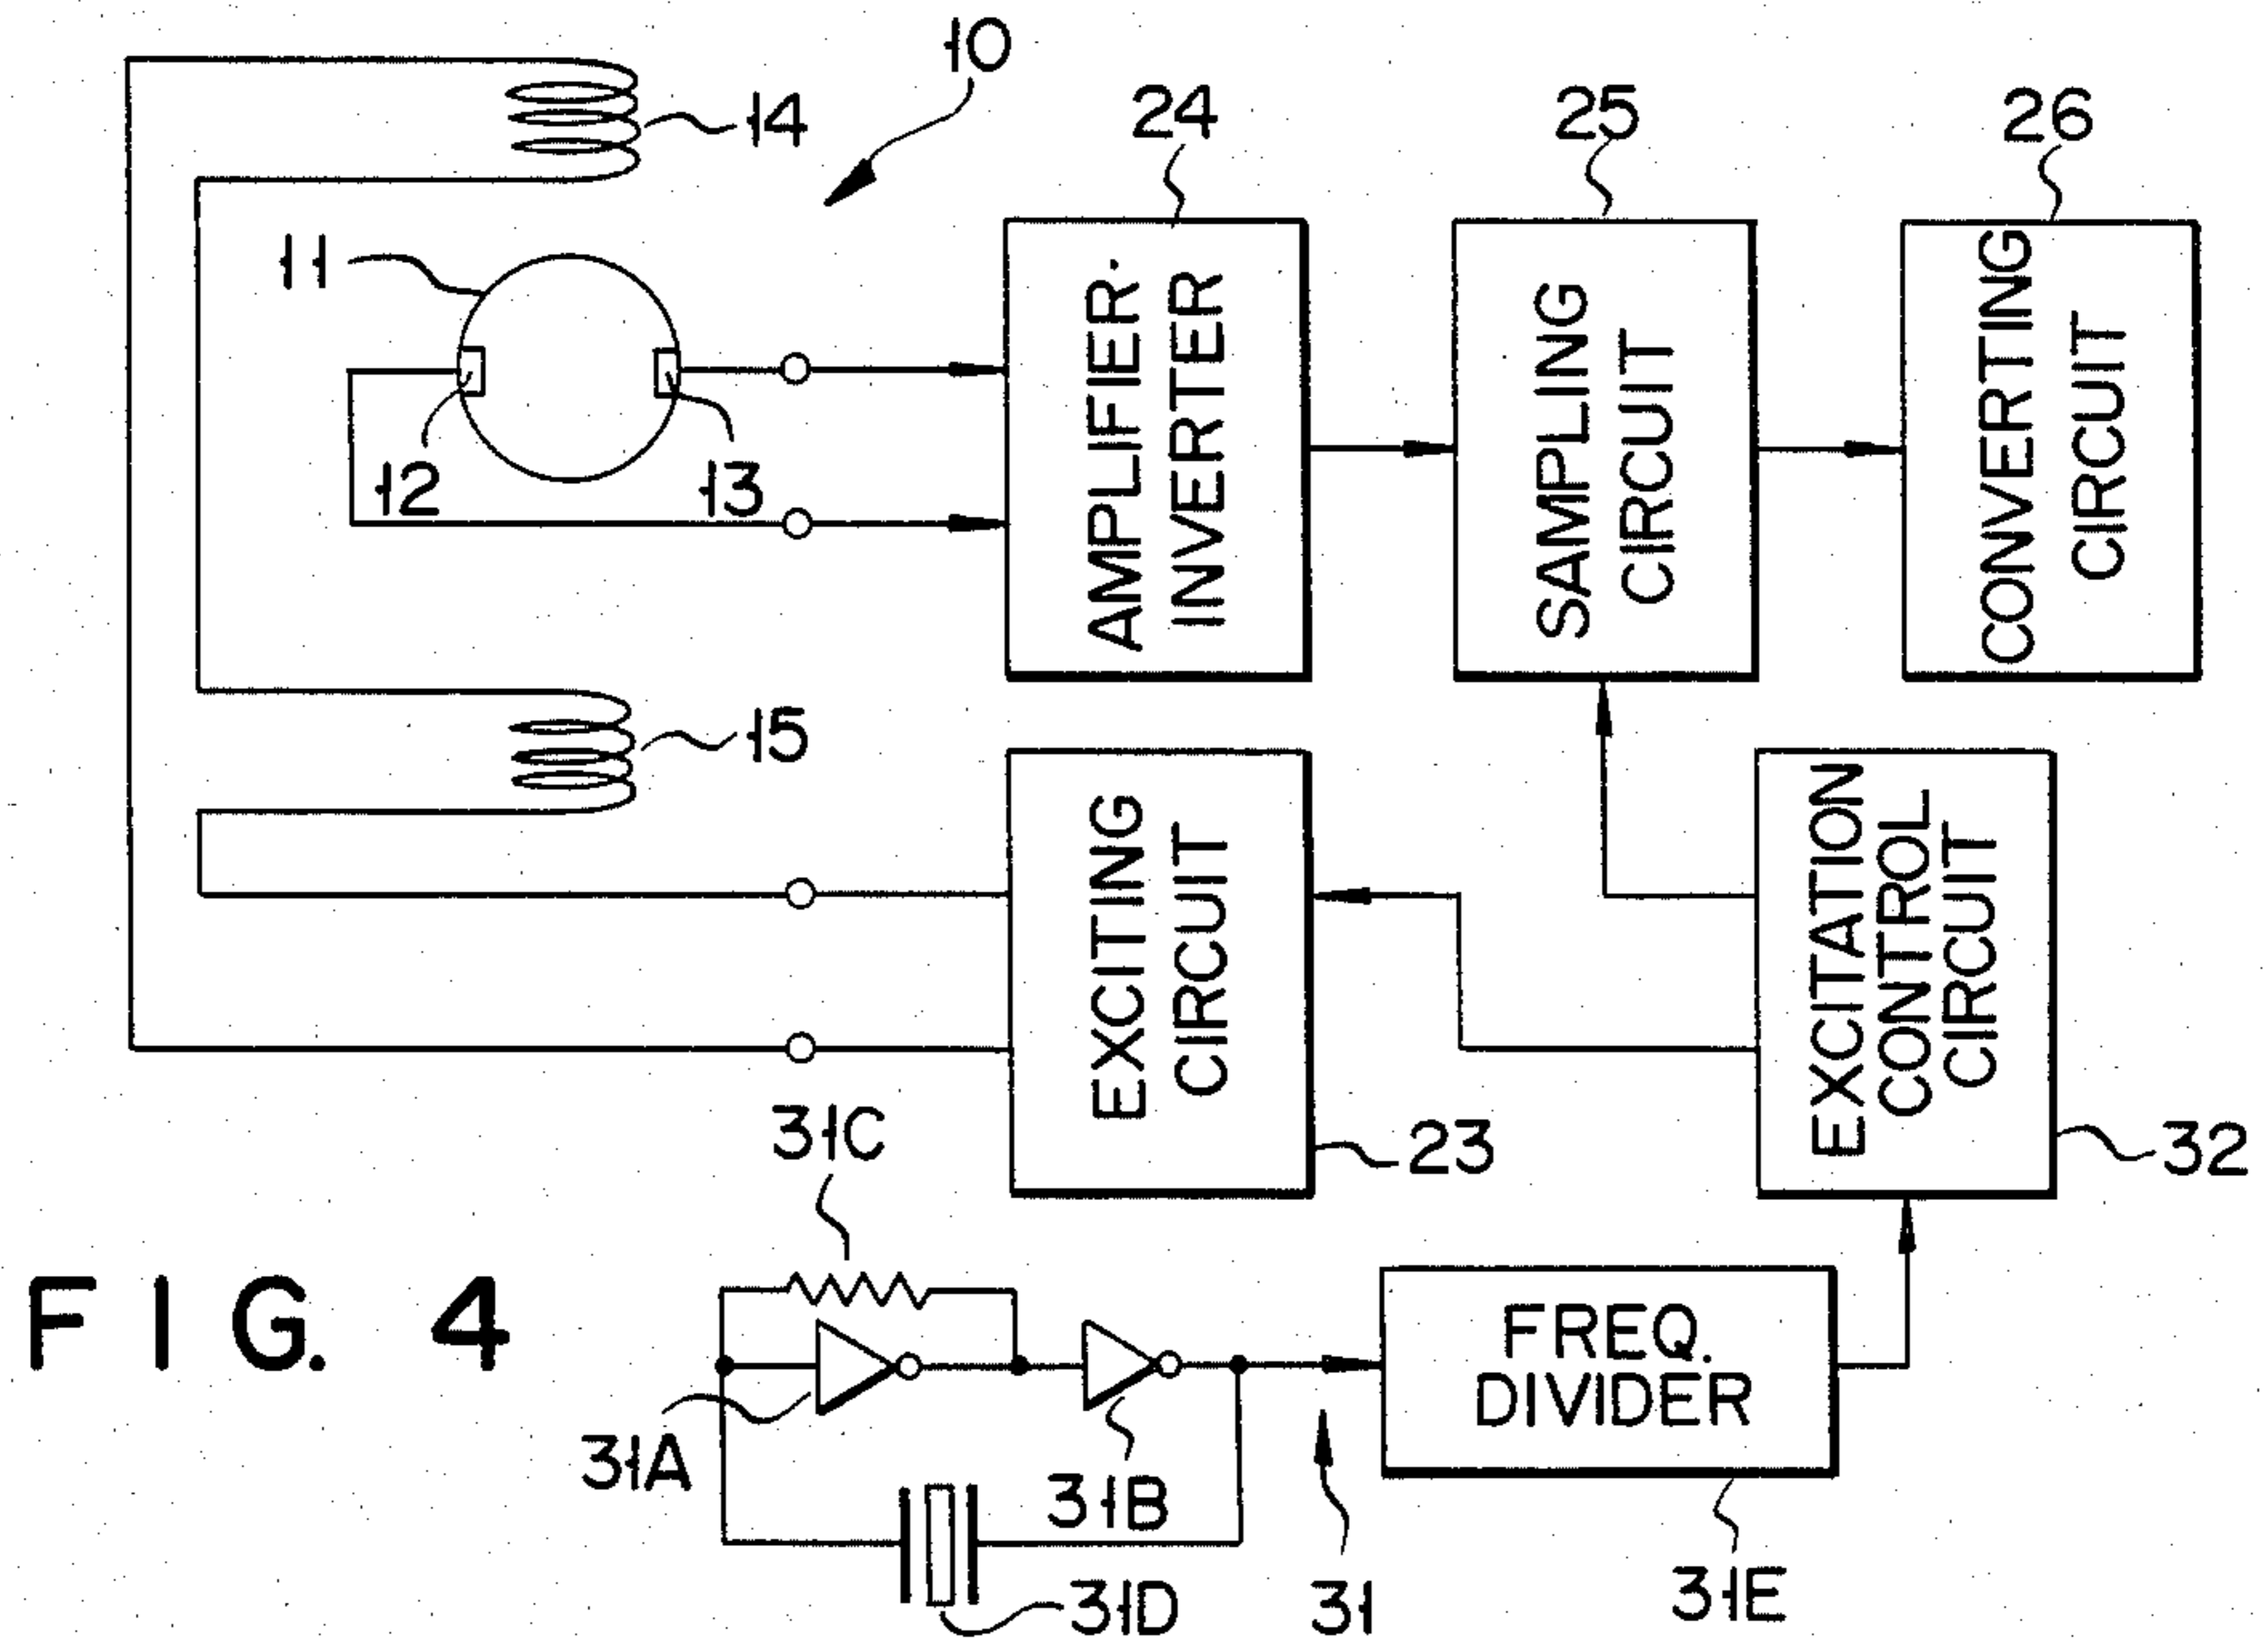 10
14
24
25
26
11
12
13
AMPLIFIER·
INVERTER
SAMPLING
CIRCUIT
CONVERTING
CIRCUIT
15
EXCITING
CIRCUIT
EXCITATION
CONTROL
CIRCUIT
23
32
31C
FIG. 4
FREQ.
DIVIDER
31A
31B
31D
31
31E